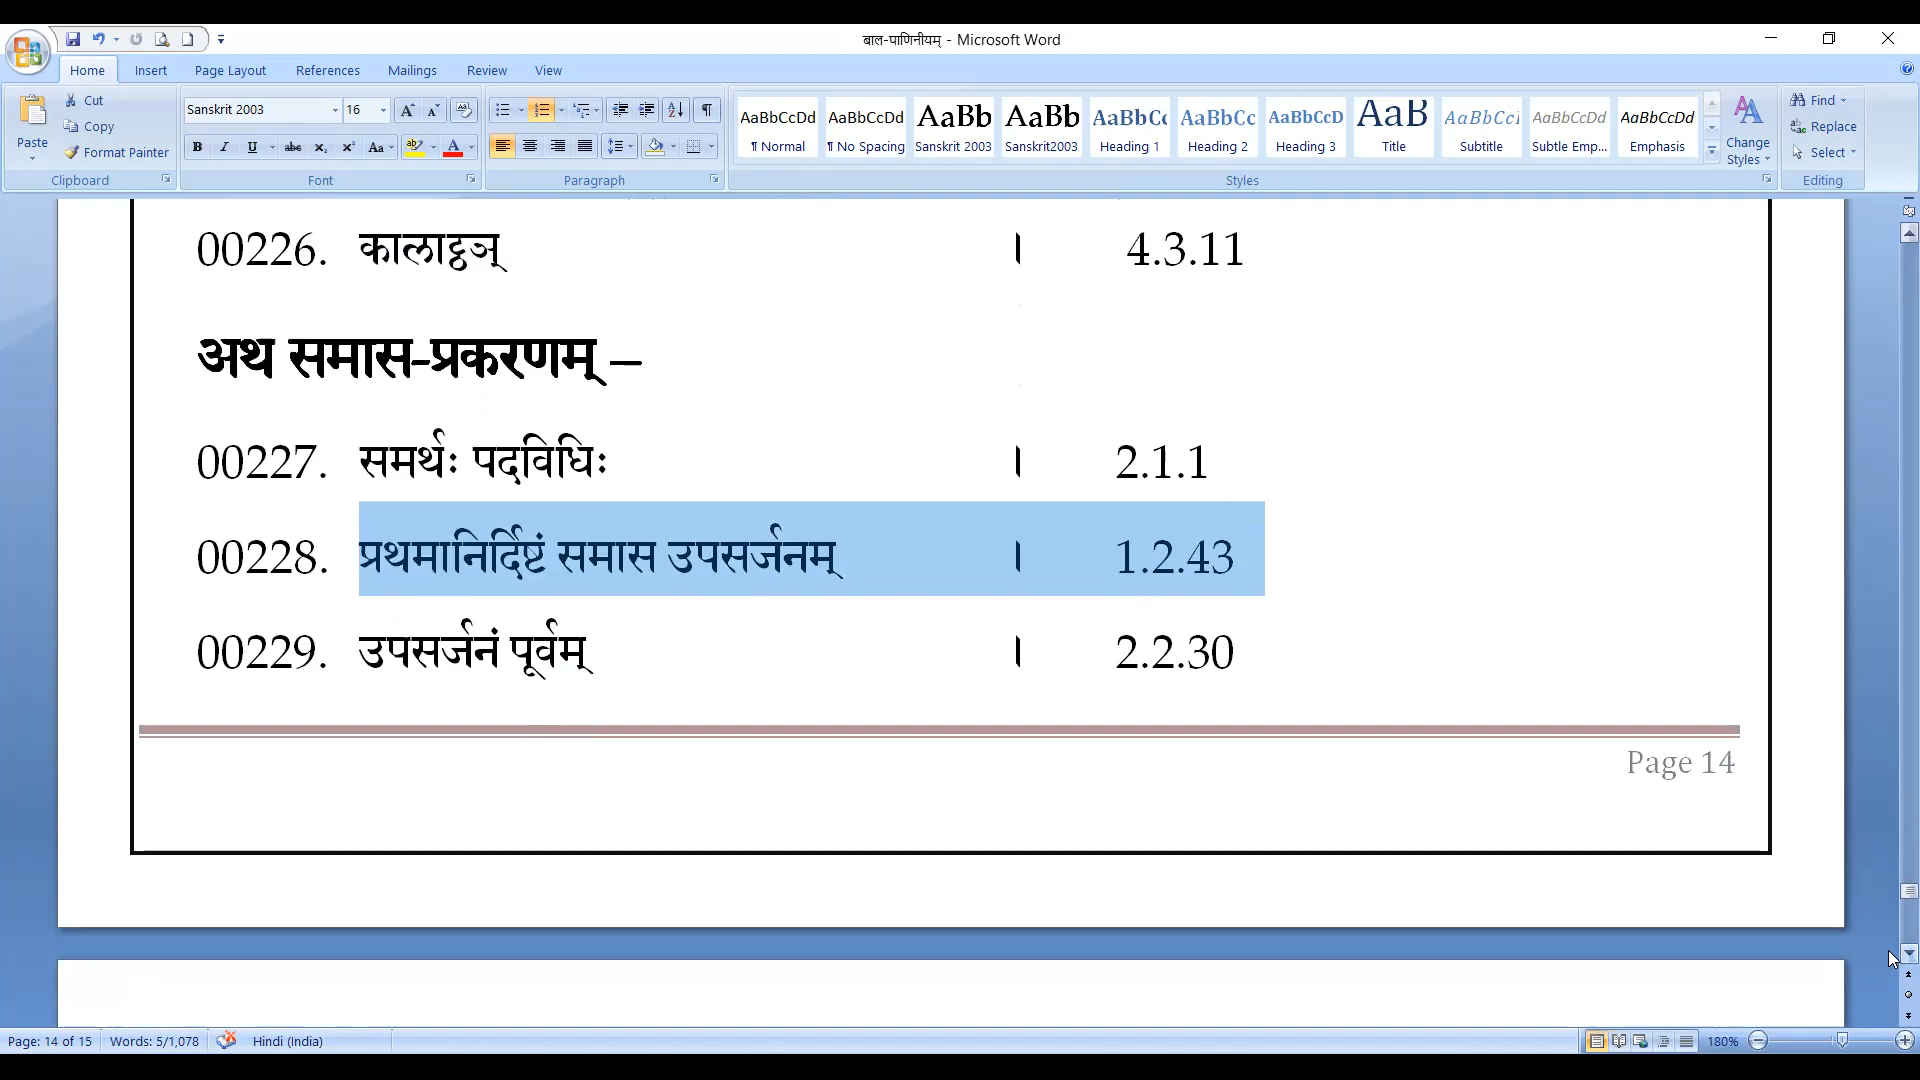 बाल-पाणिनीयम् - Microsoft Word
Home Insert Page Layout References Mailings Review View
Paste
Cut
Copy
Format Painter
Clipboard
Sanskrit 2003 16
Font
Paragraph
AaBbCcDd AaBbCcDd AaBb AaBb AaBbCc AaBbCc AaBbCcD AaB AaBbCcI AaBbCcDd AaBbCcDd
¶ Normal ¶ No Spacing Sanskrit 2003 Sanskrit2003 Heading 1 Heading 2 Heading 3 Title Subtitle Subtle Emp... Emphasis
Styles
Change Styles
Find
Replace
Select
Editing
00226. कालाट्ठञ् । 4.3.11
अथ समास-प्रकरणम् –
00227. समर्थः पदविधिः । 2.1.1
00228. प्रथमानिर्दिष्टं समास उपसर्जनम् । 1.2.43
00229. उपसर्जनं पूर्वम् । 2.2.30
Page 14
Page: 14 of 15 Words: 5/1,078 Hindi (India) 180%